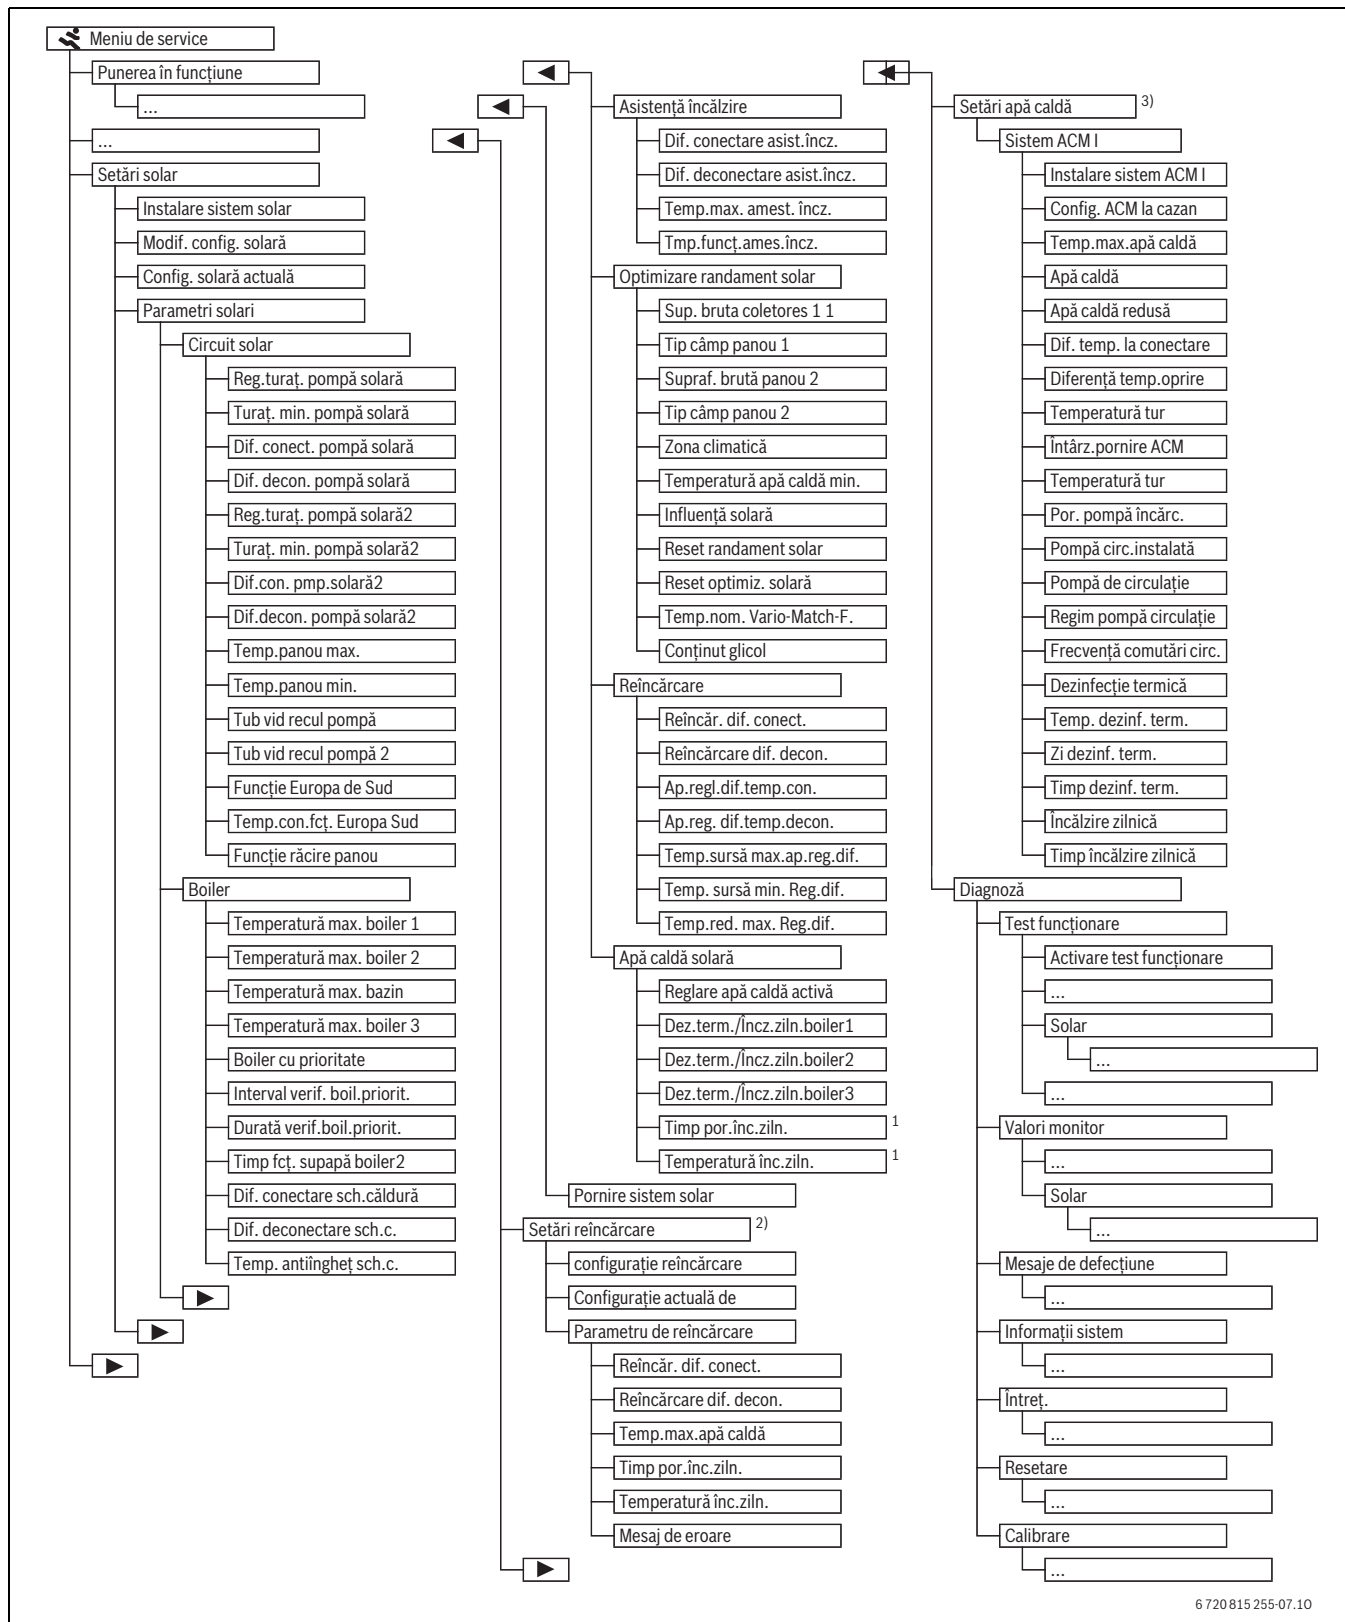 Meniu de service
Punerea în funcțiune
...
...
Setări solar
Instalare sistem solar
Modif. config. solară
Config. solară actuală
Parametri solari
Circuit solar
Reg.turaț. pompă solară
Turaț. min. pompă solară
Dif. conect. pompă solară
Dif. decon. pompă solară
Reg.turaț. pompă solară2
Turaț. min. pompă solară2
Dif.con. pmp.solară2
Dif.decon. pompă solară2
Temp.panou max.
Temp.panou min.
Tub vid recul pompă
Tub vid recul pompă 2
Funcție Europa de Sud
Temp.con.fcț. Europa Sud
Funcție răcire panou
Boiler
Temperatură max. boiler 1
Temperatură max. boiler 2
Temperatură max. bazin
Temperatură max. boiler 3
Boiler cu prioritate
Interval verif. boil.priorit.
Durată verif.boil.priorit.
Timp fcț. supapă boiler2
Dif. conectare sch.căldură
Dif. deconectare sch.c.
Temp. antiîngheț sch.c.
Asistență încălzire
Dif. conectare asist.încz.
Dif. deconectare asist.încz.
Temp.max. amest. încz.
Tmp.funcț.ames.încz.
Optimizare randament solar
Sup. bruta coletores 1 1
Tip câmp panou 1
Supraf. brută panou 2
Tip câmp panou 2
Zona climatică
Temperatură apă caldă min.
Influență solară
Reset randament solar
Reset optimiz. solară
Temp.nom. Vario-Match-F.
Conținut glicol
Reîncărcare
Reîncăr. dif. conect.
Reîncărcare dif. decon.
Ap.regl.dif.temp.con.
Ap.reg. dif.temp.decon.
Temp.sursă max.ap.reg.dif.
Temp. sursă min. Reg.dif.
Temp.red. max. Reg.dif.
Apă caldă solară
Reglare apă caldă activă
Dez.term./Încz.ziln.boiler1
Dez.term./Încz.ziln.boiler2
Dez.term./Încz.ziln.boiler3
Timp por.înc.ziln. 1
Temperatură înc.ziln. 1
Pornire sistem solar
Setări reîncărcare 2)
configurație reîncărcare
Configurație actuală de
Parametru de reîncărcare
Reîncăr. dif. conect.
Reîncărcare dif. decon.
Temp.max.apă caldă
Timp por.înc.ziln.
Temperatură înc.ziln.
Mesaj de eroare
Setări apă caldă 3)
Sistem ACM I
Instalare sistem ACM I
Config. ACM la cazan
Temp.max.apă caldă
Apă caldă
Apă caldă redusă
Dif. temp. la conectare
Diferență temp.oprire
Temperatură tur
Întârz.pornire ACM
Temperatură tur
Por. pompă încărc.
Pompă circ.instalată
Pompă de circulație
Regim pompă circulație
Frecvență comutări circ.
Dezinfecție termică
Temp. dezinf. term.
Zi dezinf. term.
Timp dezinf. term.
Încălzire zilnică
Timp încălzire zilnică
Diagnoză
Test funcționare
Activare test funcționare
...
Solar
...
...
Valori monitor
...
Solar
...
Mesaje de defecțiune
...
Informații sistem
...
Întreț.
...
Resetare
...
Calibrare
...
6 720 815 255-07.1O